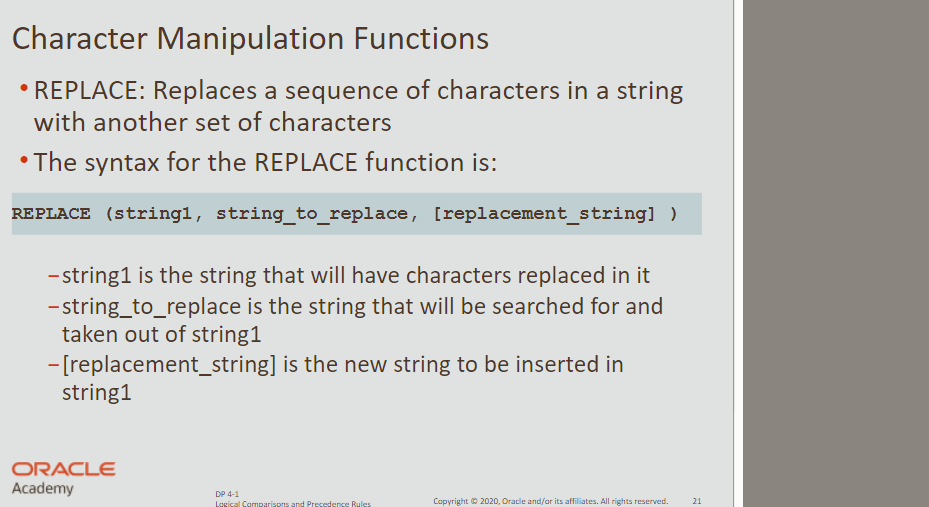 Character Manipulation Functions
• REPLACE: Replaces a sequence of characters in a string
with another set of characters
• The syntax for the REPLACE function is:
REPLACE (string1, string_to_replace, [replacement_string] )
–string1 is the string that will have characters replaced in it
–string_to_replace is the string that will be searched for and
taken out of string1
–[replacement_string] is the new string to be inserted in
string1
ORACLE
Academy
DP 4-1
Logical Comparisons and Precedence Rules
Copyright © 2020, Oracle and/or its affiliates. All rights reserved.
21